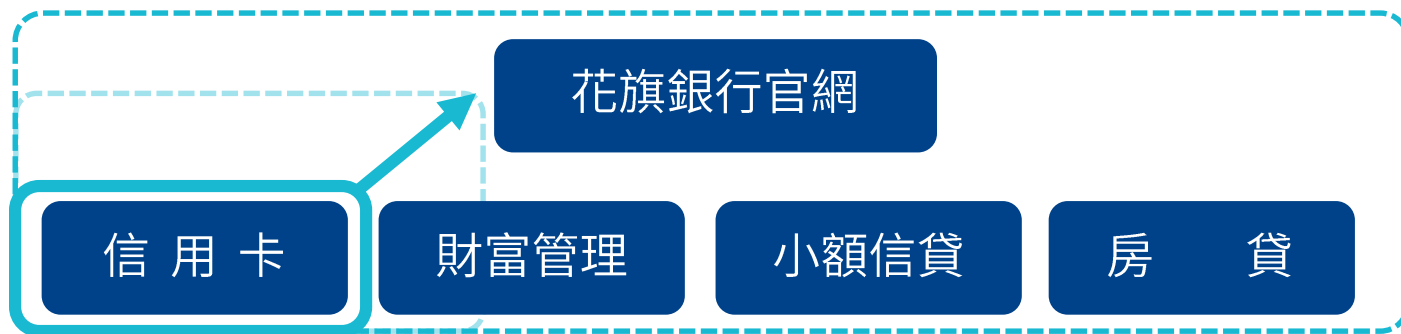 花旗銀行官網
信用卡
財富管理
小額信貸
房貸